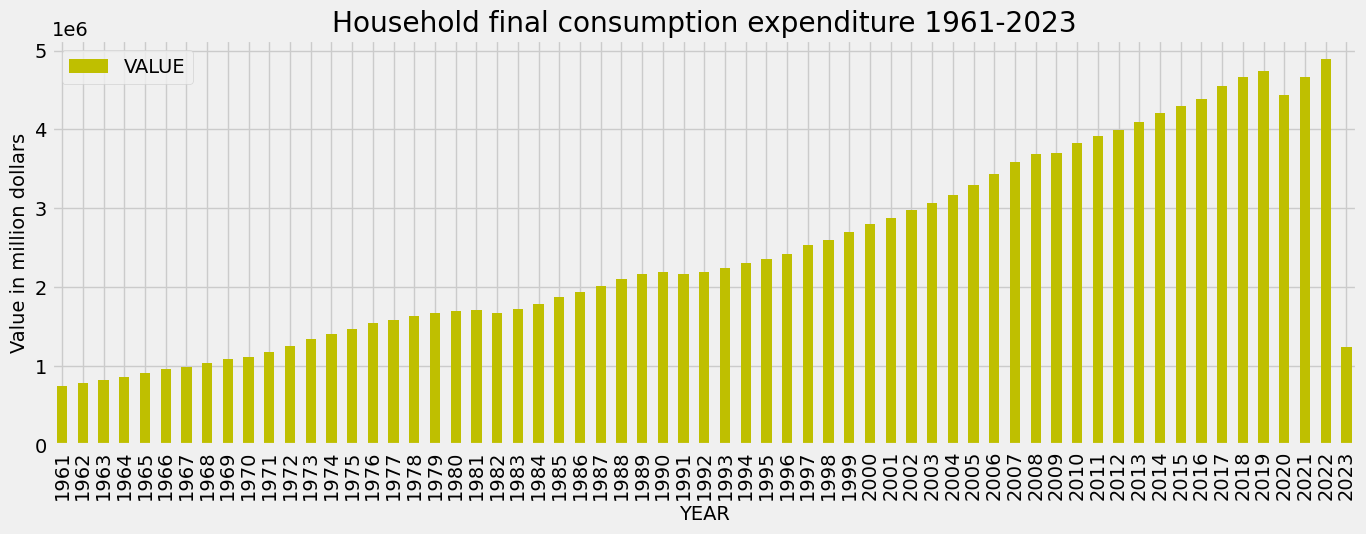 Household final consumption expenditure 1961-2023
1e6
VALUE
Value in million dollars
5
4
3
2
1
0
1961 1962 1963 1964 1965 1966 1967 1968 1969 1970 1971 1972 1973 1974 1975 1976 1977 1978 1979 1980 1981 1982 1983 1984 1985 1986 1987 1988 1989 1990 1991 1992 1993 1994 1995 1996 1997 1998 1999 2000 2001 2002 2003 2004 2005 2006 2007 2008 2009 2010 2011 2012 2013 2014 2015 2016 2017 2018 2019 2020 2021 2022 2023
YEAR